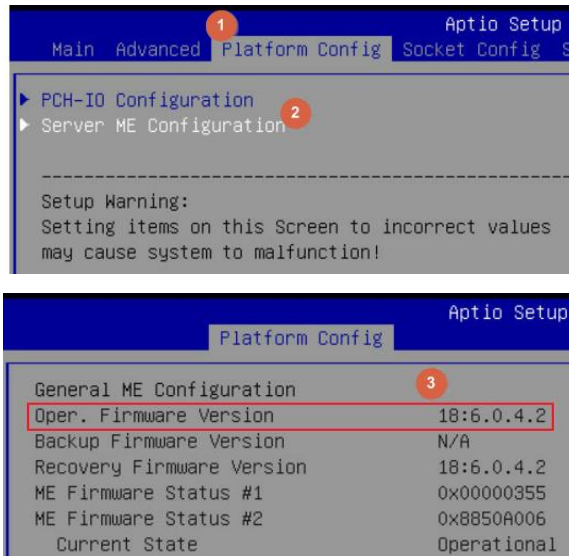 1
Aptio Setup
Main Advanced Platform Config Socket Config S
PCH-IO Configuration
Server ME Configuration 2
--------------------------------------------------
Setup Warning:
Setting items on this Screen to incorrect values
may cause system to malfunction!
Aptio Setup
Platform Config
General ME Configuration 3
Oper. Firmware Version 18:6.0.4.2
Backup Firmware Version N/A
Recovery Firmware Version 18:6.0.4.2
ME Firmware Status #1 0x00000355
ME Firmware Status #2 0x8850A006
Current State Operational